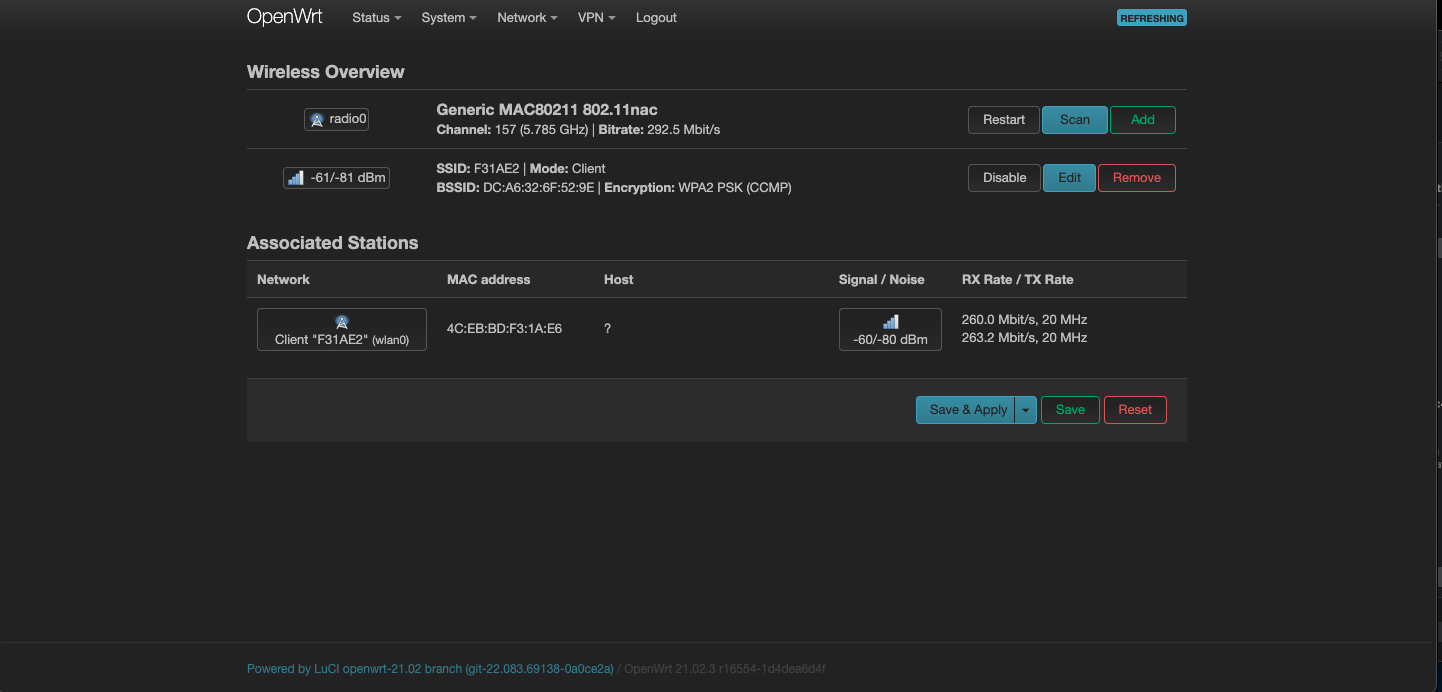 OpenWrt Status System Network VPN Logout REFRESHING
Wireless Overview
radio0 Generic MAC80211 802.11nac Restart Scan Add
Channel: 157 (5.785 GHz) | Bitrate: 292.5 Mbit/s
-61/-81 dBm SSID: F31AE2 | Mode: Client Disable Edit Remove
BSSID: DC:A6:32:6F:52:9E | Encryption: WPA2 PSK (CCMP)
Associated Stations
Network MAC address Host Signal / Noise RX Rate / TX Rate
Client "F31AE2" (wlan0) 4C:EB:BD:F3:1A:E6 ? -60/-80 dBm 260.0 Mbit/s, 20 MHz
263.2 Mbit/s, 20 MHz
Save & Apply Save Reset
Powered by LuCI openwrt-21.02 branch (git-22.083.69138-0a0ce2a) / OpenWrt 21.02.3 r16554-1d4dea6d4f